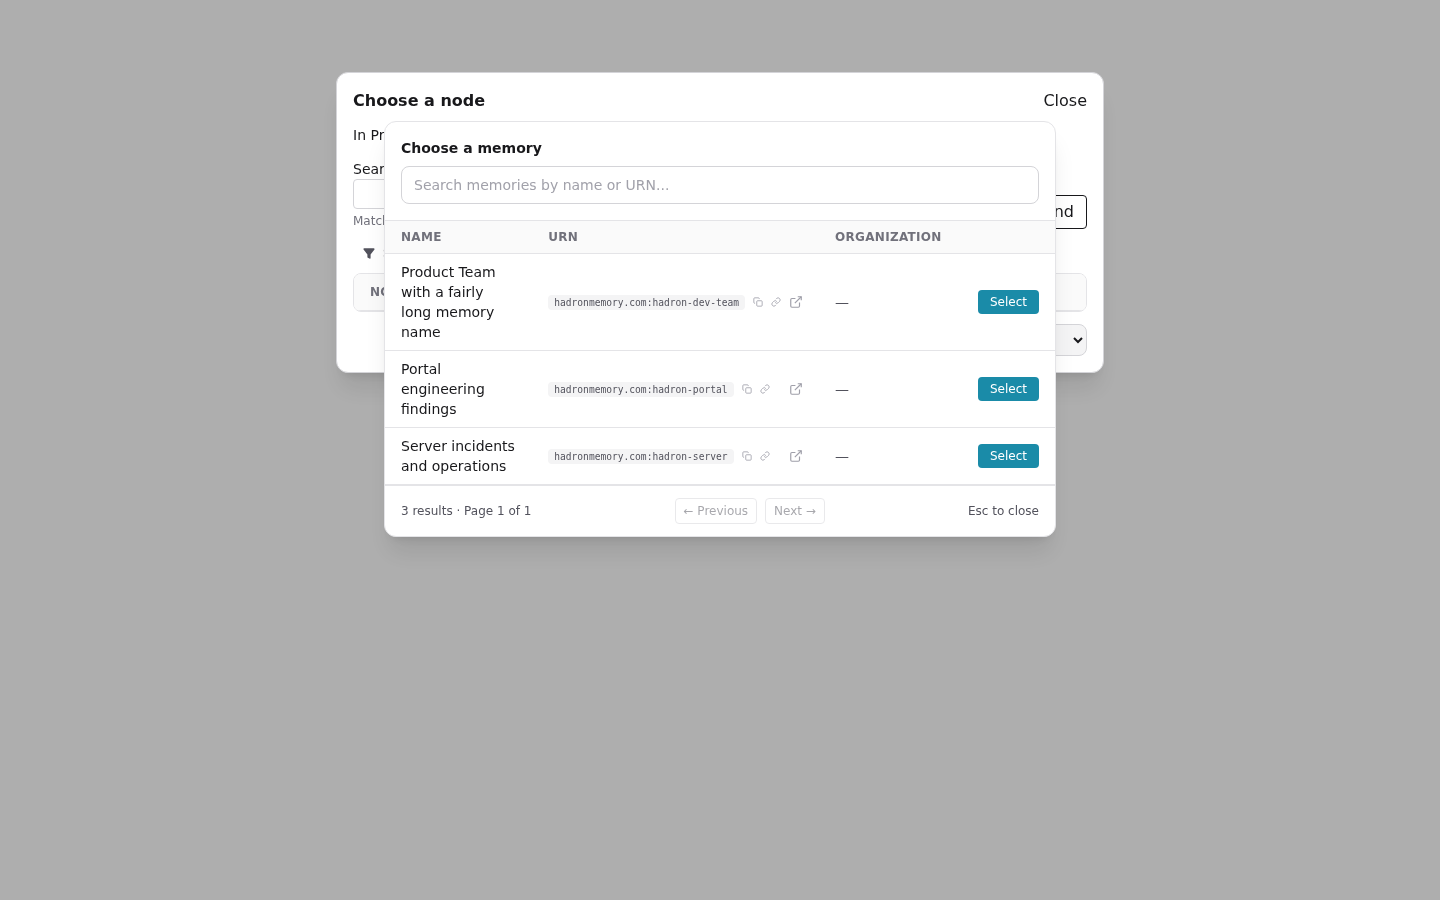 Choose a node
Close
In Pr
Choose a memory
Sear
Search memories by name or URN...
Matc
nd
NAME URN ORGANIZATION
Product Team with a fairly long memory name
hadronmemory.com:hadron-dev-team
—
Select
Portal engineering findings
hadronmemory.com:hadron-portal
—
Select
Server incidents and operations
hadronmemory.com:hadron-server
—
Select
NO
3 results · Page 1 of 1
← Previous
Next →
Esc to close